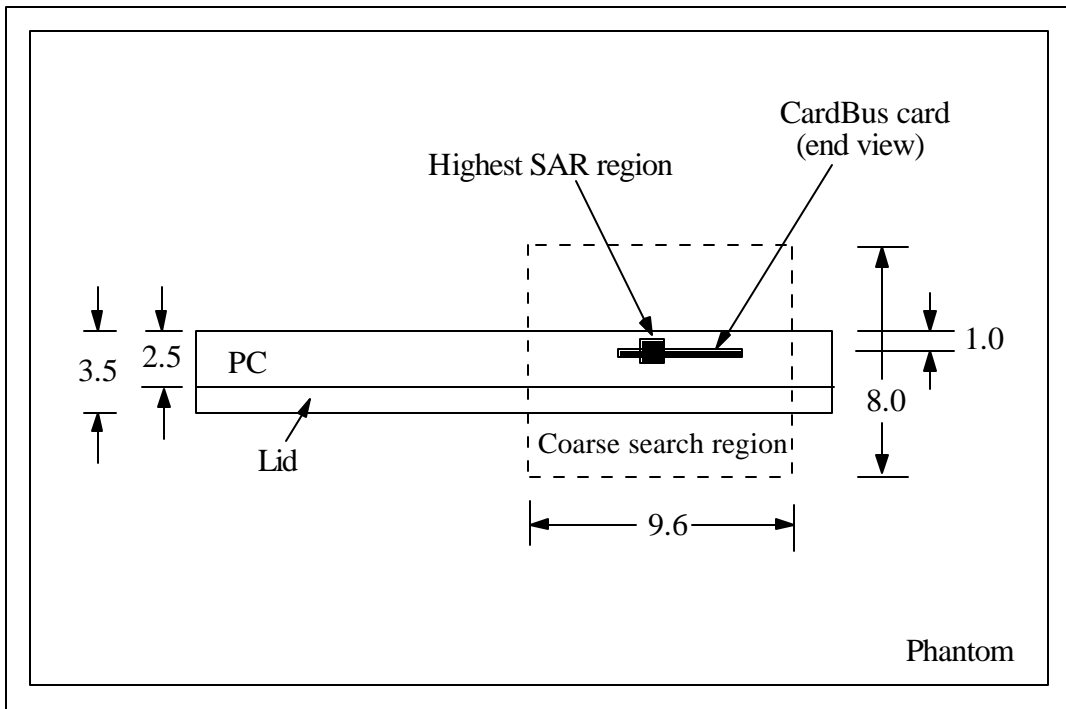 CardBus card
(end view)
Highest SAR region
1.0
2.5
3.5
PC
8.0
Coarse search region
Lid
9.6
Phantom